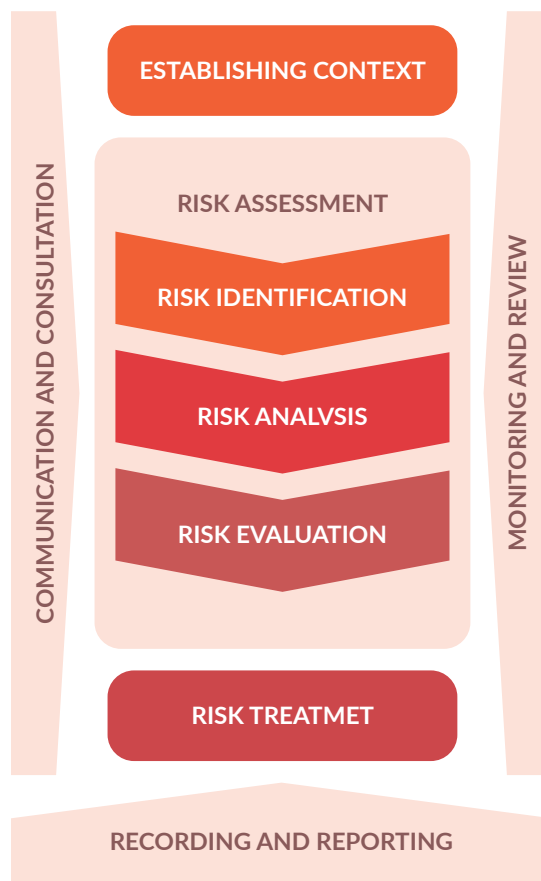 ESTABLISHING CONTEXT
RISK ASSESSMENT
RISK IDENTIFICATION
RISK ANALVSIS
RISK EVALUATION
RISK TREATMET
COMMUNICATION AND CONSULTATION
MONITORING AND REVIEW
RECORDING AND REPORTING